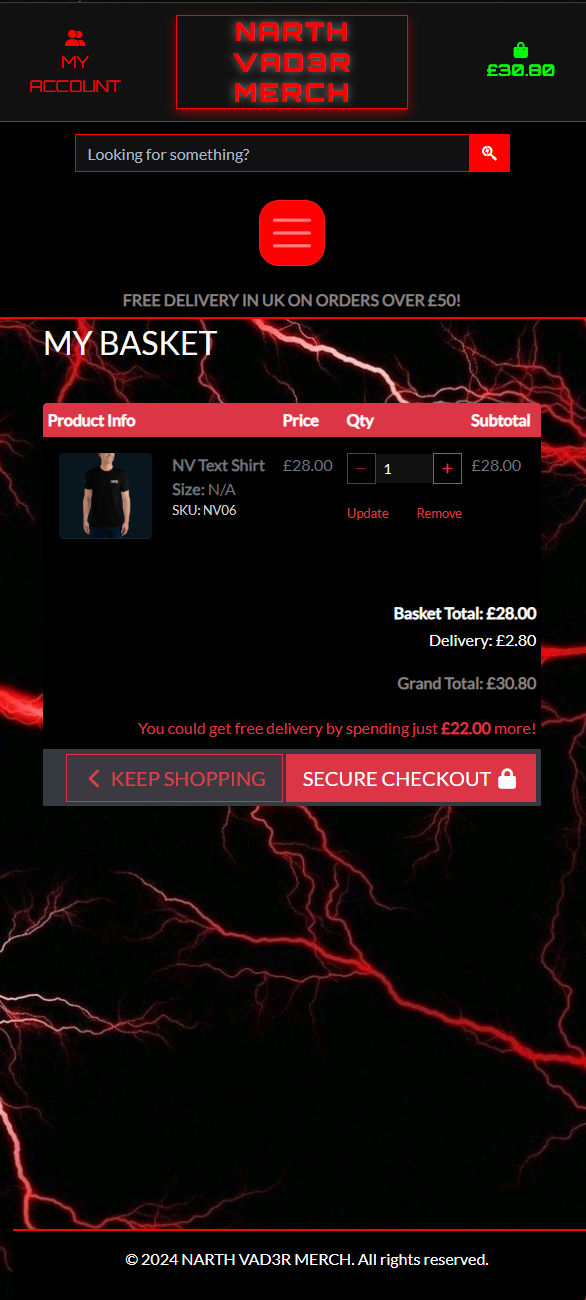 MY
ACCOUNT
NARTH
VAD3R
MERCH
£30.80
Looking for something?
FREE DELIVERY IN UK ON ORDERS OVER £50!
MY BASKET
Product Info Price Qty Subtotal
NV Text Shirt £28.00 − 1 + £28.00
Size: N/A
SKU: NV06
Update Remove
Basket Total: £28.00
Delivery: £2.80
Grand Total: £30.80
You could get free delivery by spending just £22.00 more!
KEEP SHOPPING SECURE CHECKOUT
© 2024 NARTH VAD3R MERCH. All rights reserved.